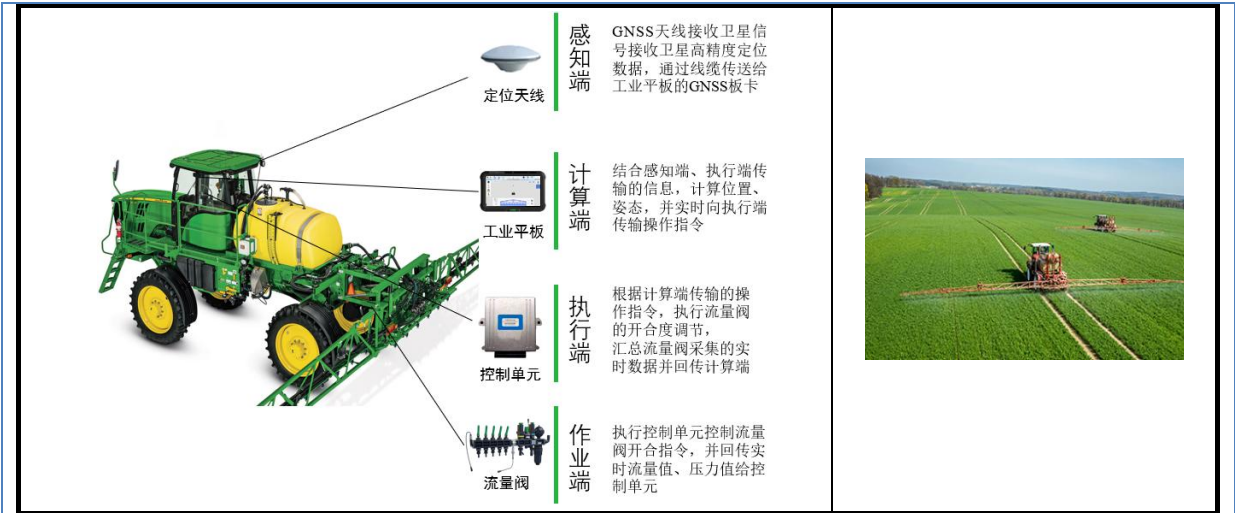 感知端
GNSS天线接收卫星信
号接收卫星高精度定位
数据，通过线缆传送给
工业平板的GNSS板卡
定位天线
计算端
结合感知端、执行端传
输的信息，计算位置、
姿态，并实时向执行端
传输操作指令
工业平板
执行端
根据计算端传输的操
作指令，执行流量阀
的开合度调节，
汇总流量阀采集的实
时数据并回传计算端
控制单元
作业端
执行控制单元控制流量
阀开合指令，并回传实
时流量值、压力值给控
制单元
流量阀